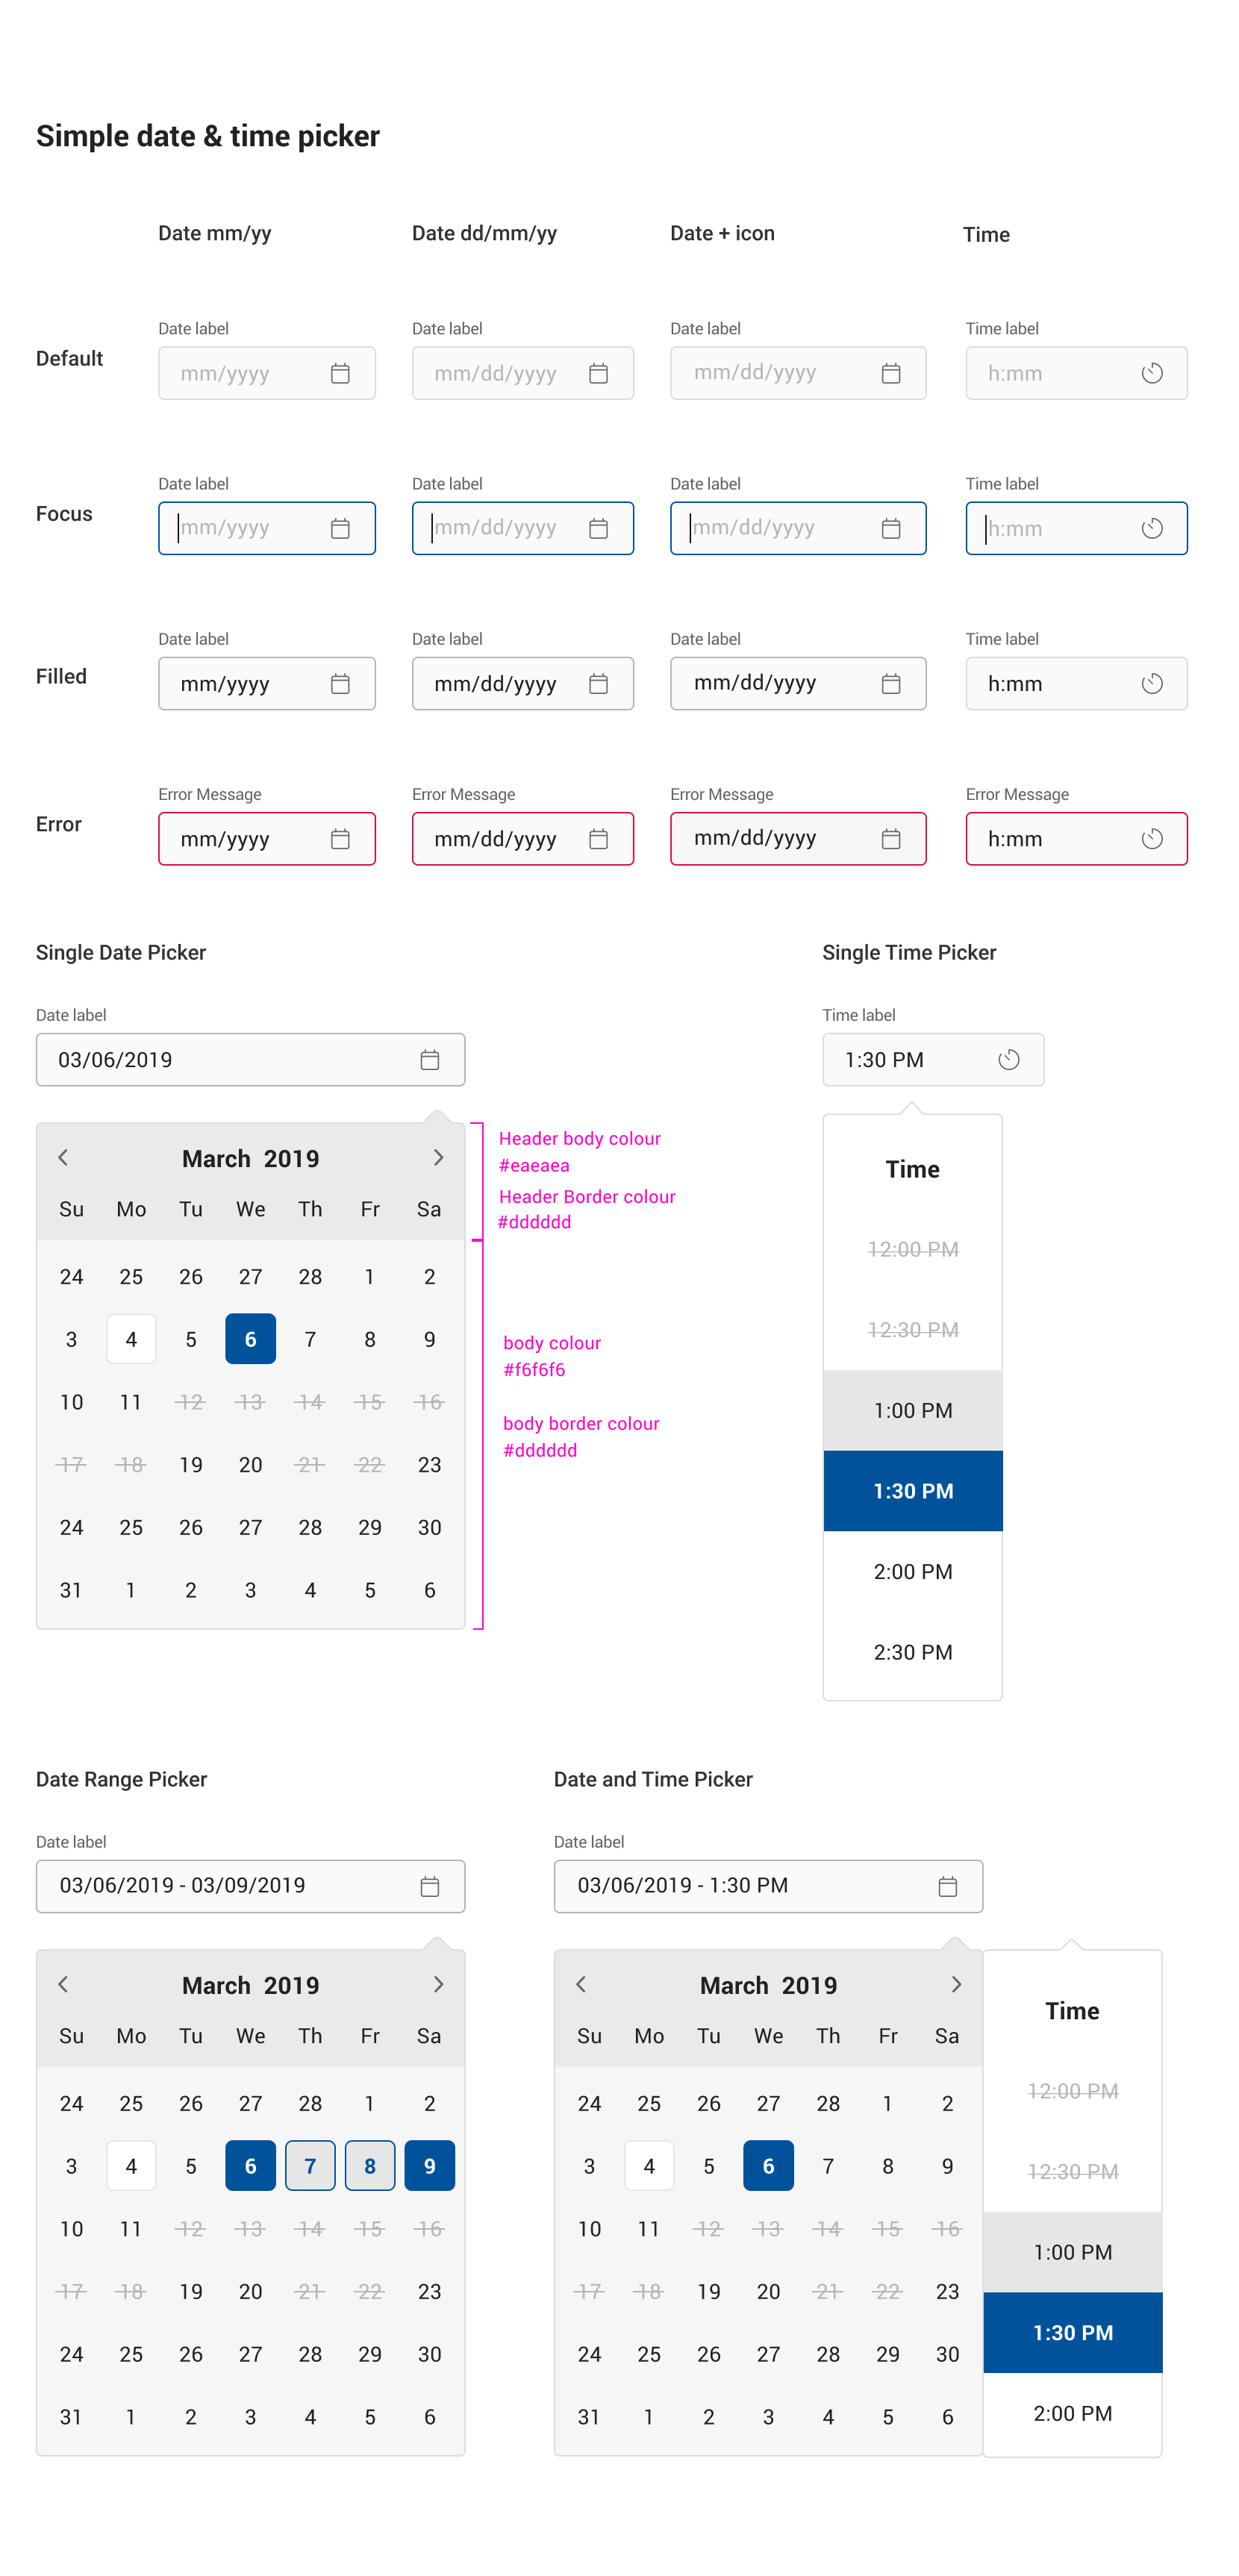 Simple date & time picker
Date mm/yy Date dd/mm/yy Date + icon Time
Date label Date label Date label Time label
Default mm/yyyy mm/dd/yyyy mm/dd/yyyy h:mm
Date label Date label Date label Time label
Focus mm/yyyy mm/dd/yyyy mm/dd/yyyy h:mm
Date label Date label Date label Time label
Filled mm/yyyy mm/dd/yyyy mm/dd/yyyy h:mm
Error Message Error Message Error Message Error Message
Error mm/yyyy mm/dd/yyyy mm/dd/yyyy h:mm
Single Date Picker
Date label
03/06/2019
March 2019
Su Mo Tu We Th Fr Sa
24 25 26 27 28 1 2
3 4 5 6 7 8 9
10 11 12 13 14 15 16
17 18 19 20 21 22 23
24 25 26 27 28 29 30
31 1 2 3 4 5 6
Header body colour
#eaeaea
Header Border colour
#dddddd
body colour
#f6f6f6
body border colour
#dddddd
Single Time Picker
Time label
1:30 PM
Time
12:00 PM
12:30 PM
1:00 PM
1:30 PM
2:00 PM
2:30 PM
Date Range Picker
Date label
03/06/2019 - 03/09/2019
March 2019
Su Mo Tu We Th Fr Sa
24 25 26 27 28 1 2
3 4 5 6 7 8 9
10 11 12 13 14 15 16
17 18 19 20 21 22 23
24 25 26 27 28 29 30
31 1 2 3 4 5 6
Date and Time Picker
Date label
03/06/2019 - 1:30 PM
March 2019
Su Mo Tu We Th Fr Sa
24 25 26 27 28 1 2
3 4 5 6 7 8 9
10 11 12 13 14 15 16
17 18 19 20 21 22 23
24 25 26 27 28 29 30
31 1 2 3 4 5 6
Time
12:00 PM
12:30 PM
1:00 PM
1:30 PM
2:00 PM